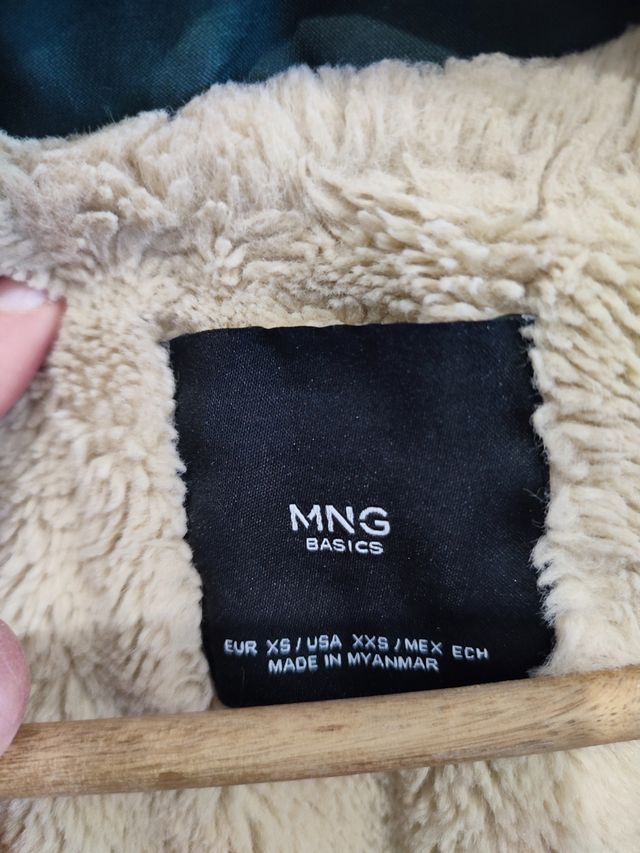 MNG
BASICS
EUR XS / USA XXS / MEX ECH
MADE IN MYANMAR